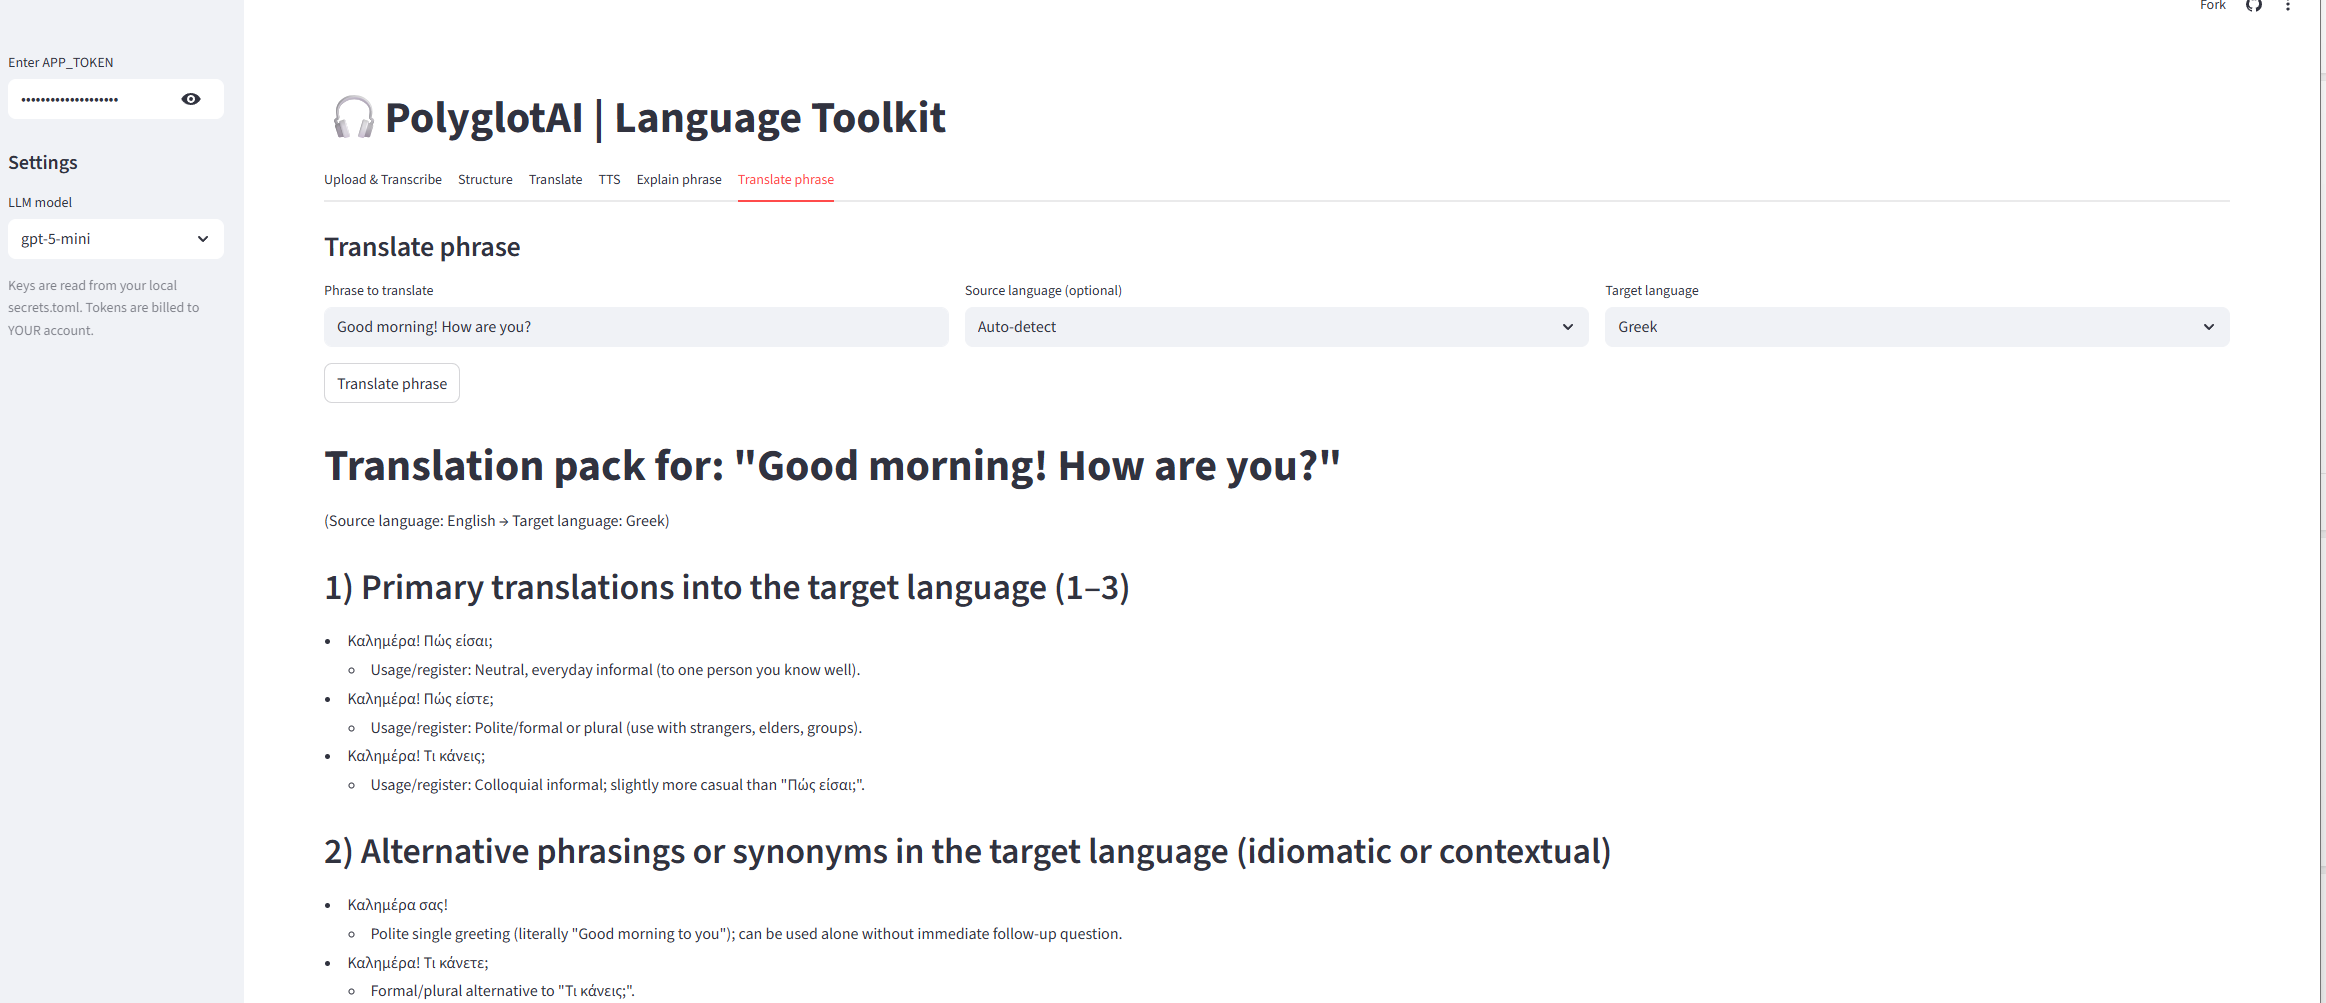 Fork
Enter APP_TOKEN
••••••••••••••••••••
Settings
LLM model
gpt-5-mini
Keys are read from your local
secrets.toml. Tokens are billed to
YOUR account.
PolyglotAI | Language Toolkit
Upload & Transcribe Structure Translate TTS Explain phrase Translate phrase
Translate phrase
Phrase to translate Source language (optional) Target language
Good morning! How are you? Auto-detect Greek
Translate phrase
Translation pack for: "Good morning! How are you?"
(Source language: English → Target language: Greek)
1) Primary translations into the target language (1–3)
• Καλημέρα! Πώς είσαι;
◦ Usage/register: Neutral, everyday informal (to one person you know well).
• Καλημέρα! Πώς είστε;
◦ Usage/register: Polite/formal or plural (use with strangers, elders, groups).
• Καλημέρα! Τι κάνεις;
◦ Usage/register: Colloquial informal; slightly more casual than "Πώς είσαι;".
2) Alternative phrasings or synonyms in the target language (idiomatic or contextual)
• Καλημέρα σας!
◦ Polite single greeting (literally "Good morning to you"); can be used alone without immediate follow-up question.
• Καλημέρα! Τι κάνετε;
◦ Formal/plural alternative to "Τι κάνεις;".